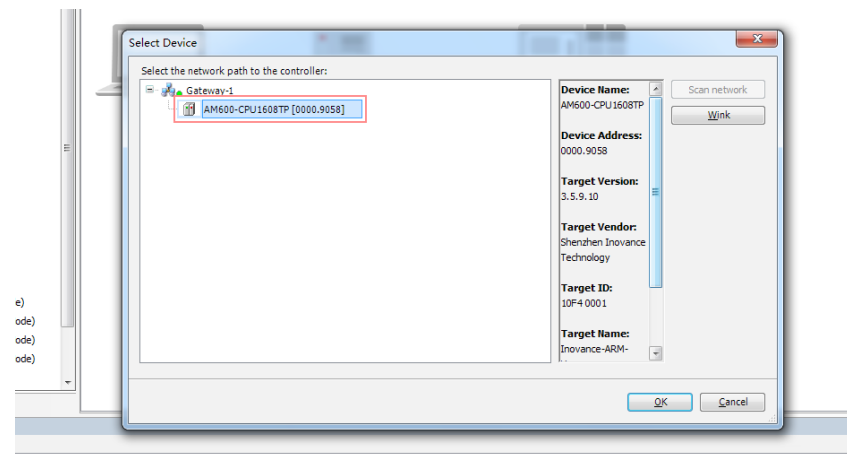 Select Device
Select the network path to the controller:
Gateway-1
AM600-CPU1608TP [0000.9058]
Device Name:
AM600-CPU1608TP
Device Address:
0000.9058
Target Version:
3.5.9.10
Target Vendor:
Shenzhen Inovance
Technology
Target ID:
10F4 0001
Target Name:
Inovance-ARM-
Scan network
Wink
e)
ode)
ode)
ode)
OK
Cancel